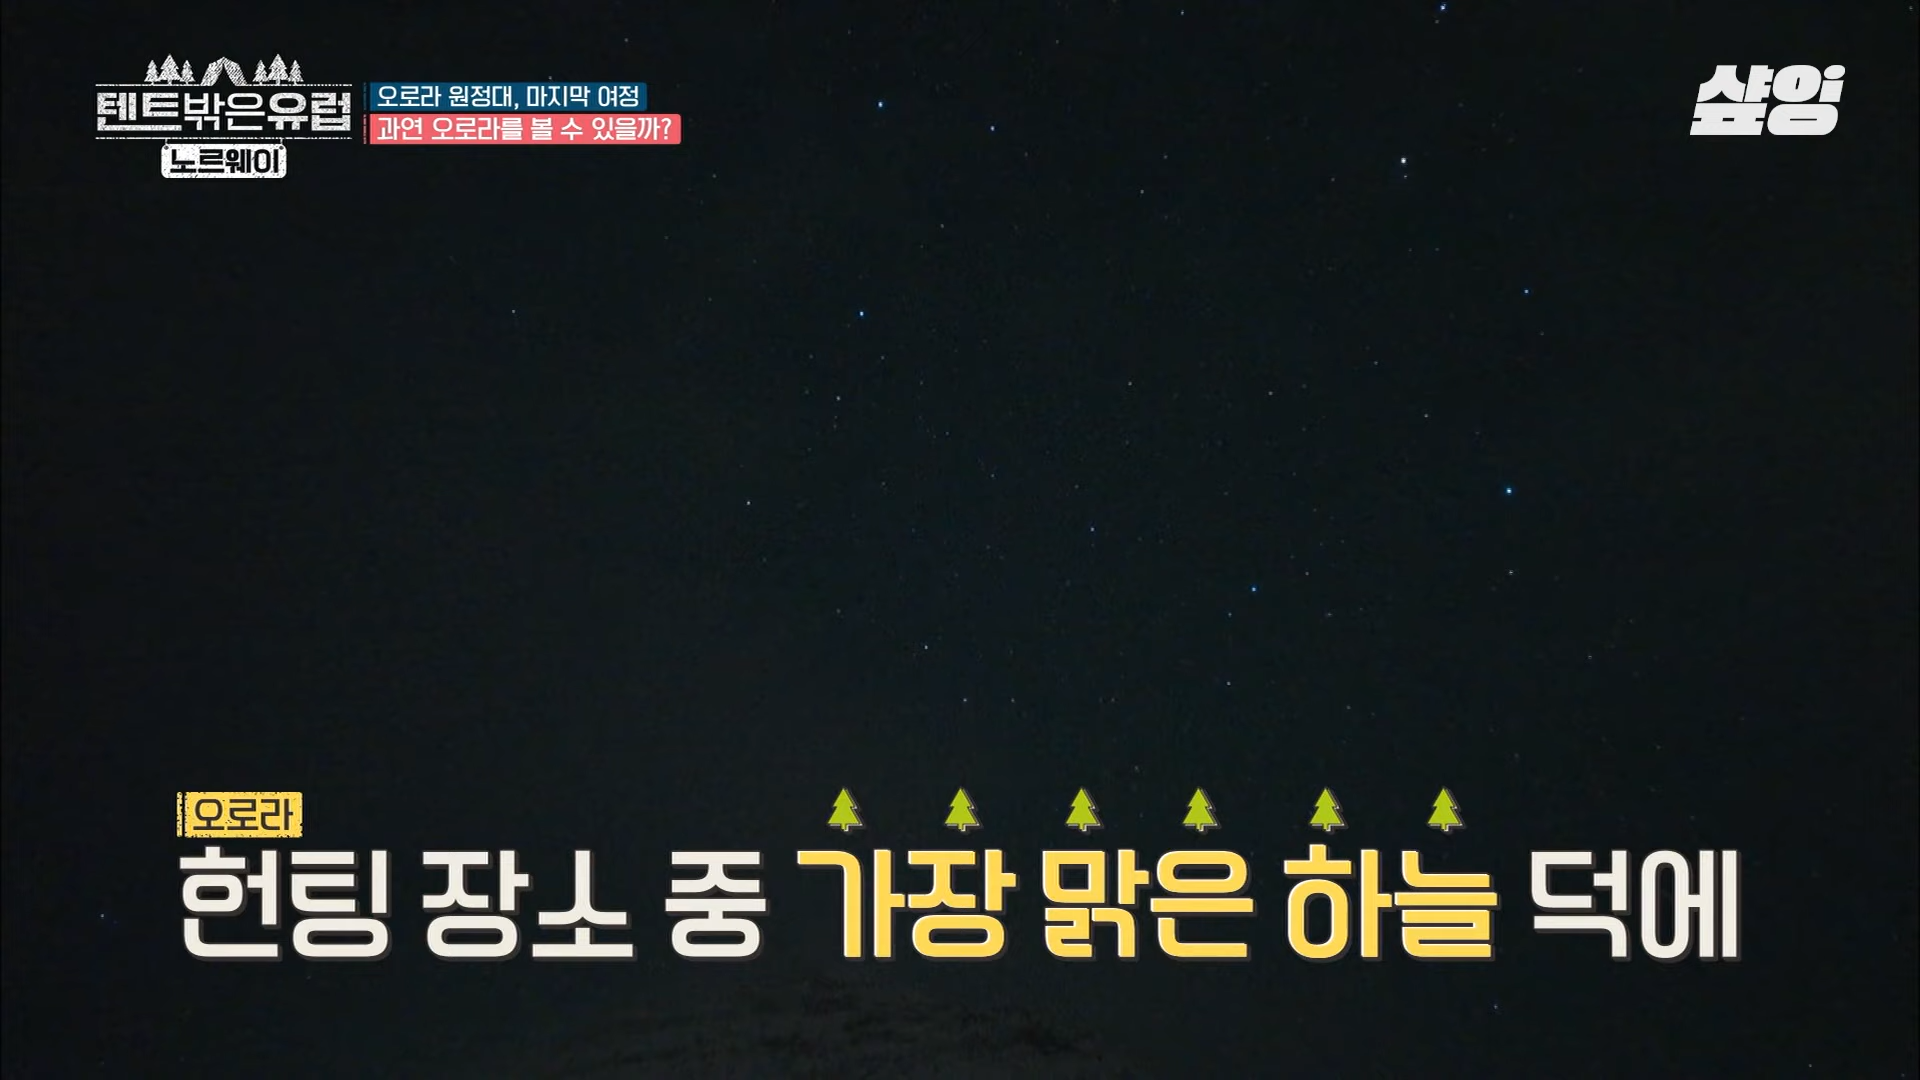 텐트밖은유럽
노르웨이
오로라 원정대, 마지막 여정
과연 오로라를 볼 수 있을까?
샾잉
오로라
헌팅 장소 중 가장 맑은 하늘 덕에